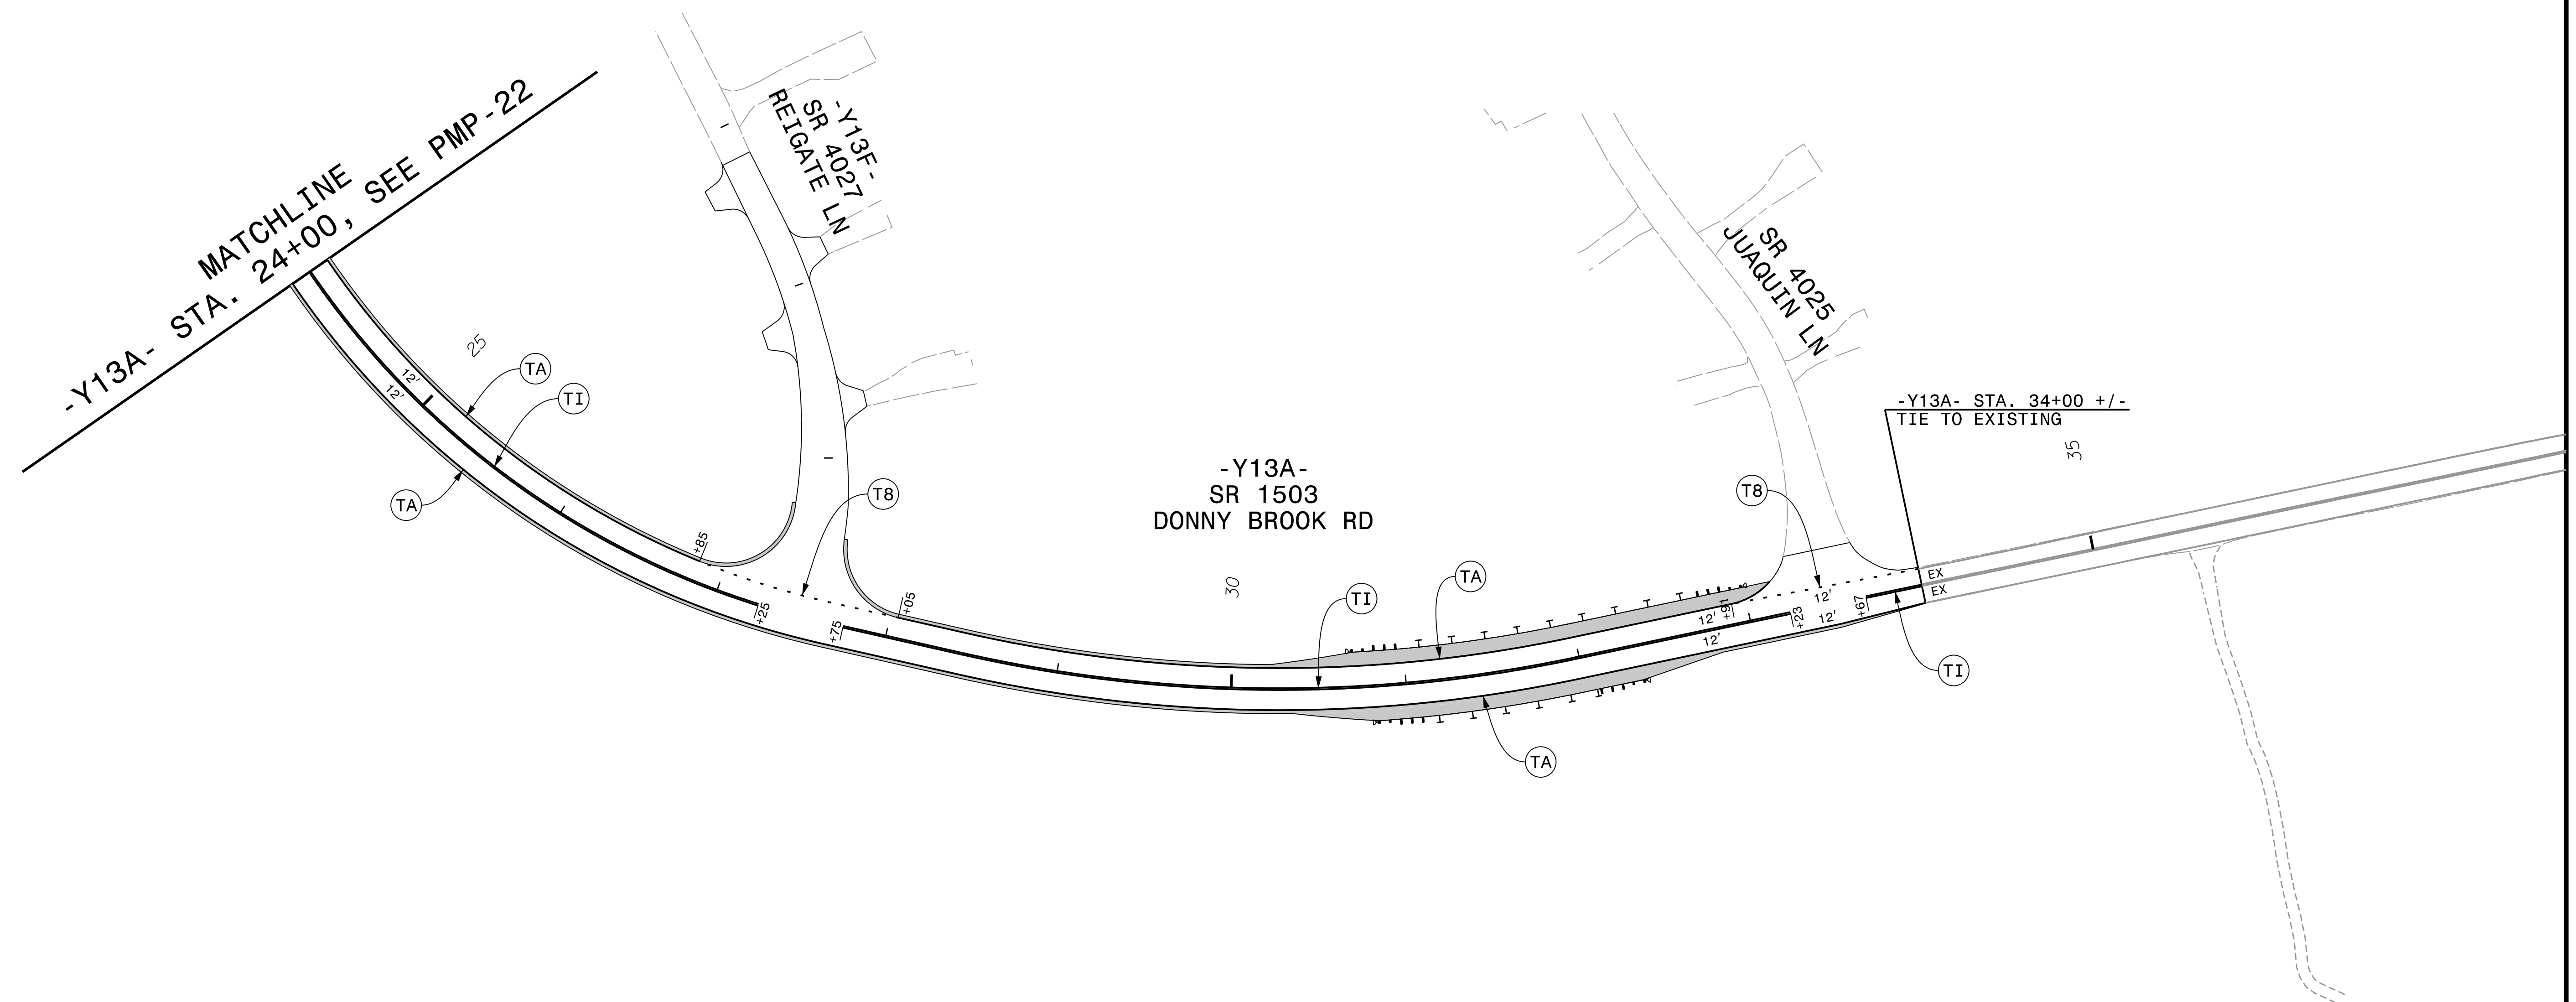 MATCHLINE
-Y13A- STA. 24+00, SEE PMP-22
-Y13F-
SR 4027
REIGATE LN
SR 4025
JUAQUIN LN
-Y13A- STA. 34+00 +/-
TIE TO EXISTING
25
TA
TI
12'
12'
TA
T8
-Y13A-
SR 1503
DONNY BROOK RD
T8
35
+85
+25
+75
+05
30
TI
TA
12'
+91
12'
+23
12'
12'
+67
EX
EX
TI
TA